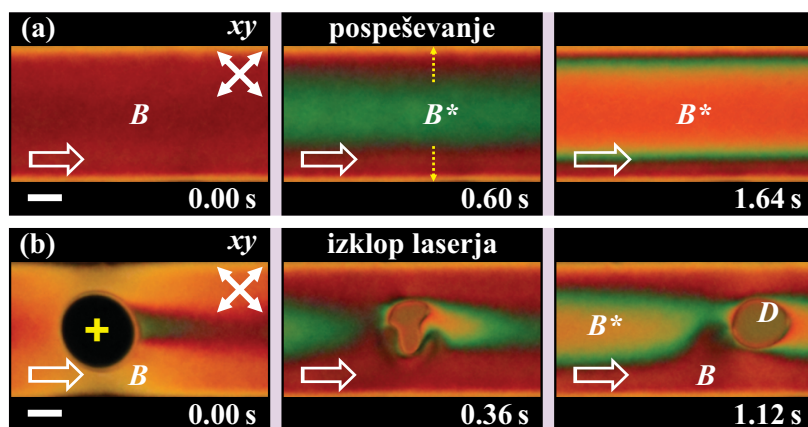 (a) xy pospeševanje
B B* B*
0.00 s 0.60 s 1.64 s
(b) xy izklop laserja
B* D
B B
0.00 s 0.36 s 1.12 s